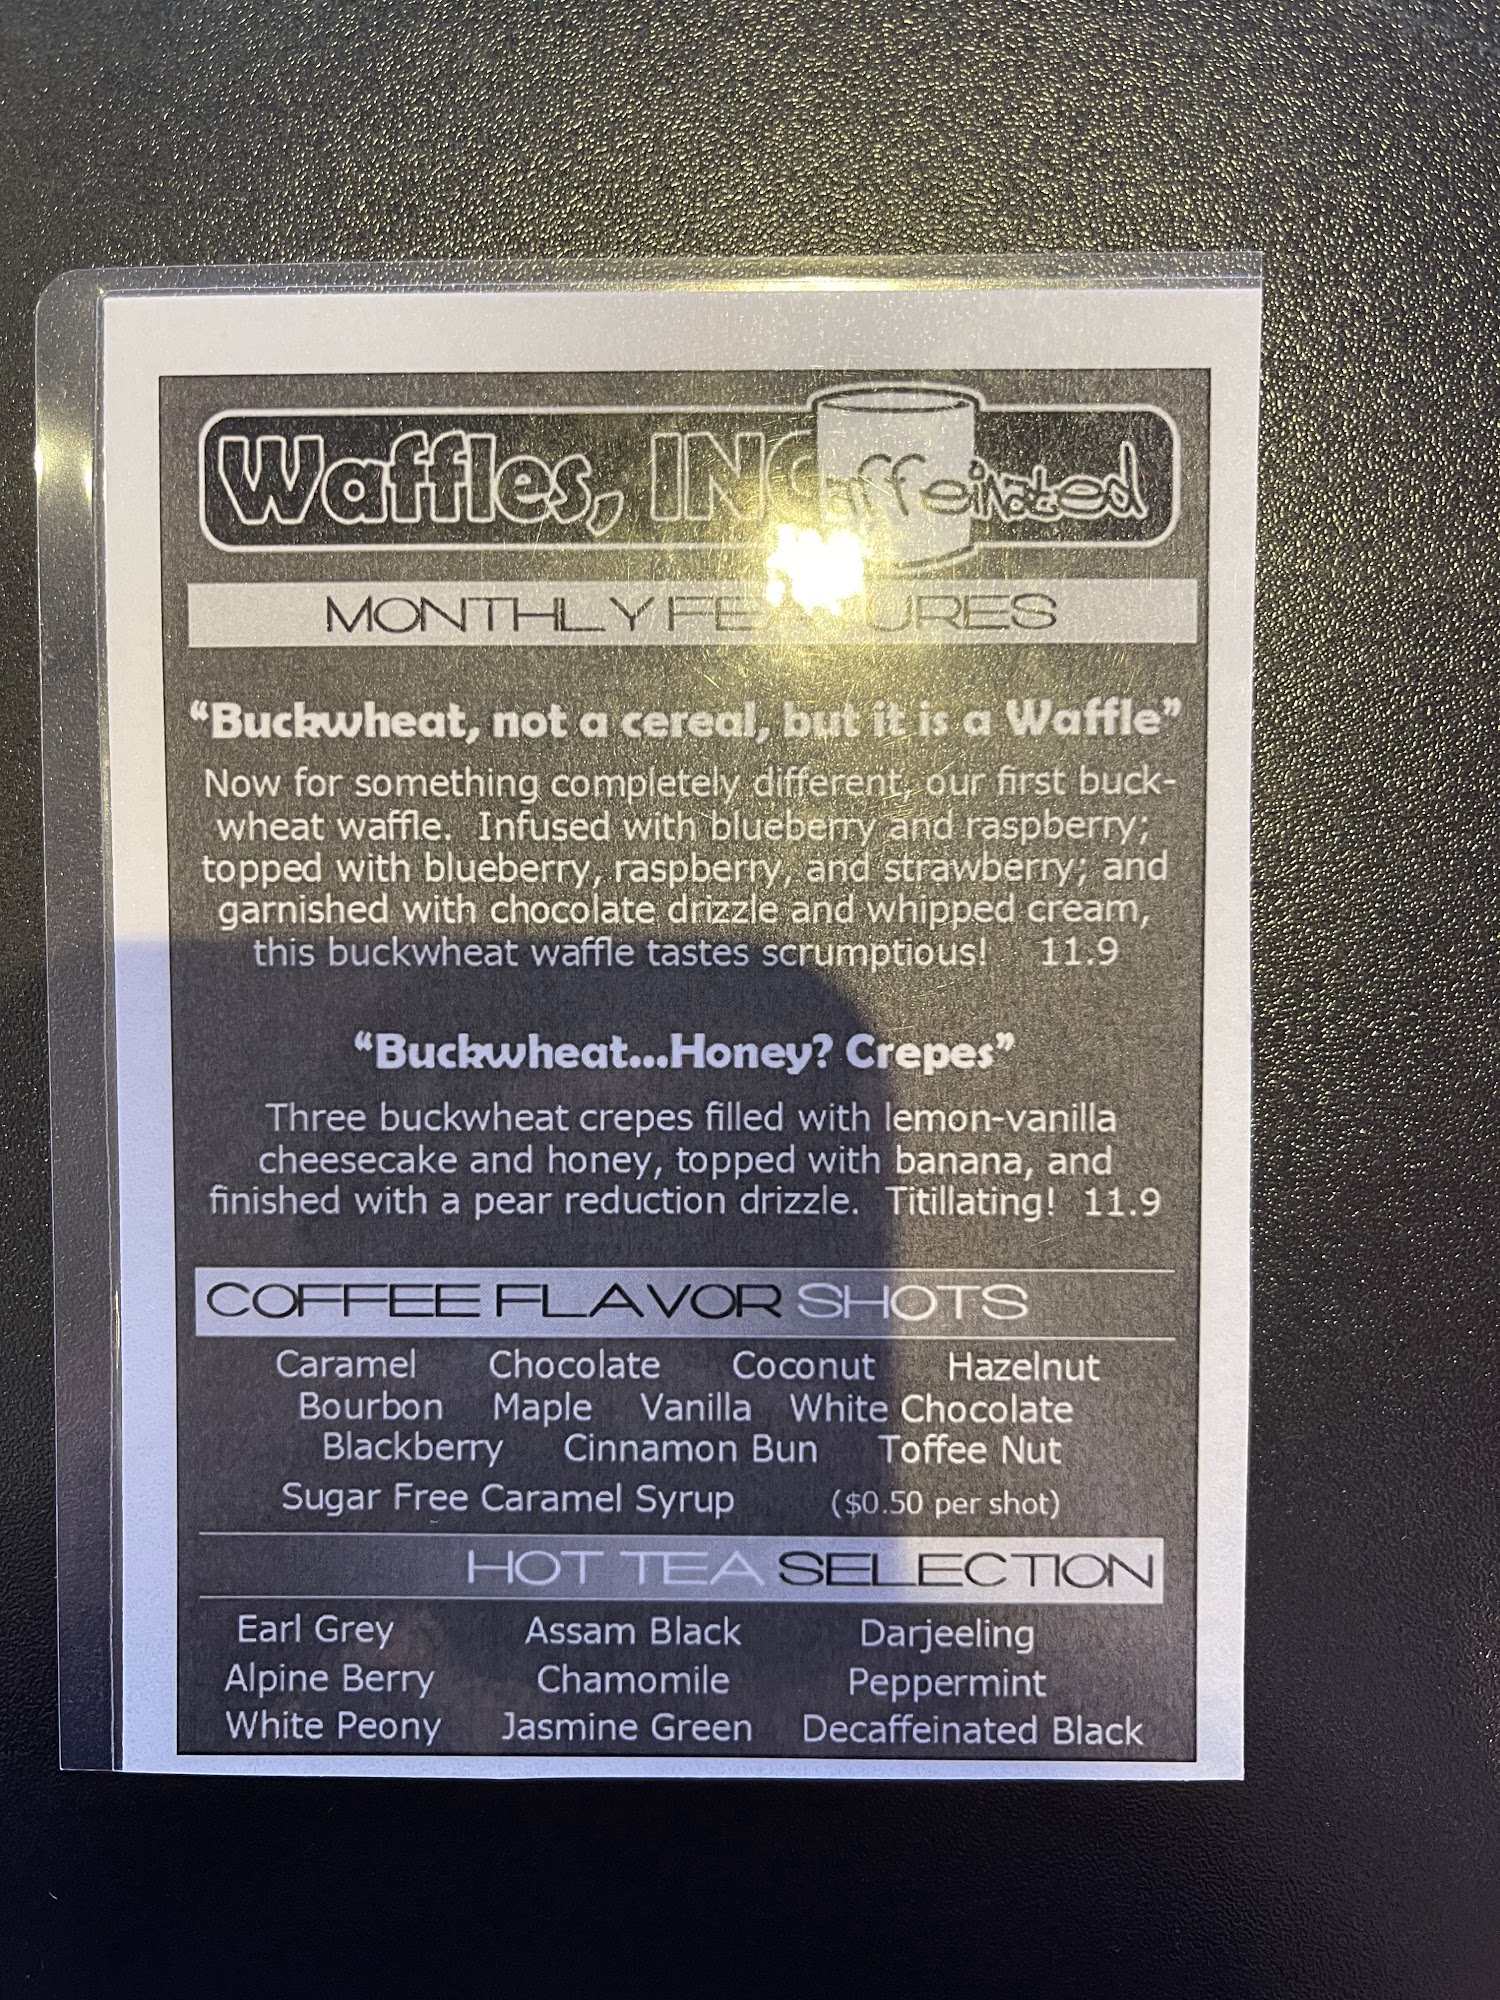 Waffles, INCaffeinated
MONTHLY FEATURES
“Buckwheat, not a cereal, but it is a Waffle”
Now for something completely different, our first buck-
wheat waffle. Infused with blueberry and raspberry;
topped with blueberry, raspberry, and strawberry; and
garnished with chocolate drizzle and whipped cream,
this buckwheat waffle tastes scrumptious! 11.9
“Buckwheat...Honey? Crepes”
Three buckwheat crepes filled with lemon-vanilla
cheesecake and honey, topped with banana, and
finished with a pear reduction drizzle. Titillating! 11.9
COFFEE FLAVOR SHOTS
Caramel Chocolate Coconut Hazelnut
Bourbon Maple Vanilla White Chocolate
Blackberry Cinnamon Bun Toffee Nut
Sugar Free Caramel Syrup ($0.50 per shot)
HOT TEA SELECTION
Earl Grey Assam Black Darjeeling
Alpine Berry Chamomile Peppermint
White Peony Jasmine Green Decaffeinated Black